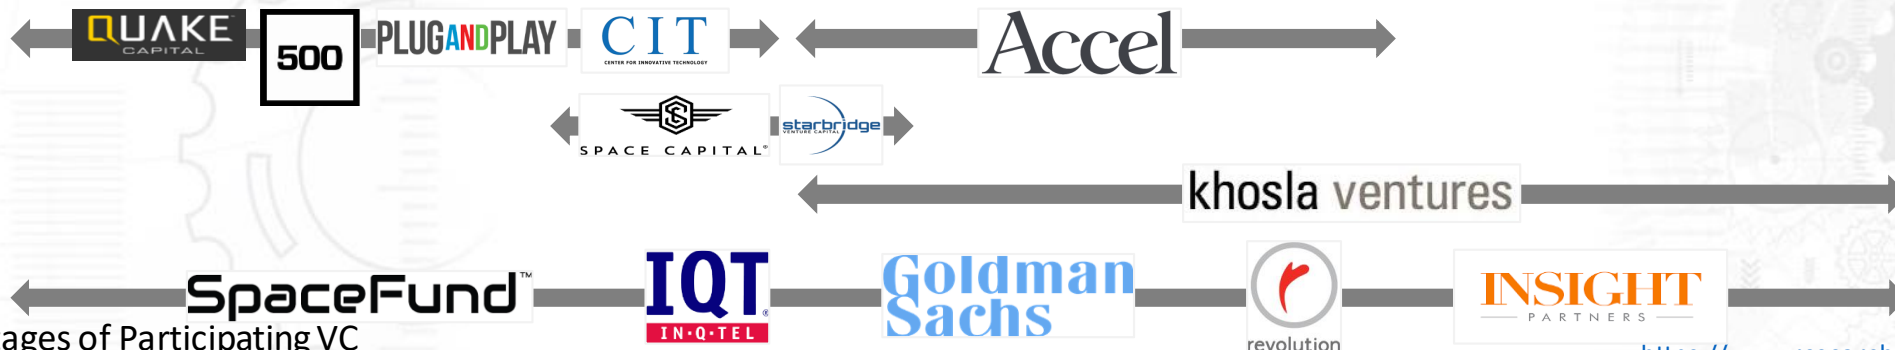 QUAKE
CAPITAL
500
PLUGANDPLAY
CIT
CENTER FOR INNOVATIVE TECHNOLOGY
Accel
SPACE CAPITAL®
starbridge
VENTURE CAPITAL
khosla ventures
SpaceFund™
IQT®
IN·Q·TEL
Goldman
Sachs
revolution
INSIGHT
PARTNERS
ages of Participating VC